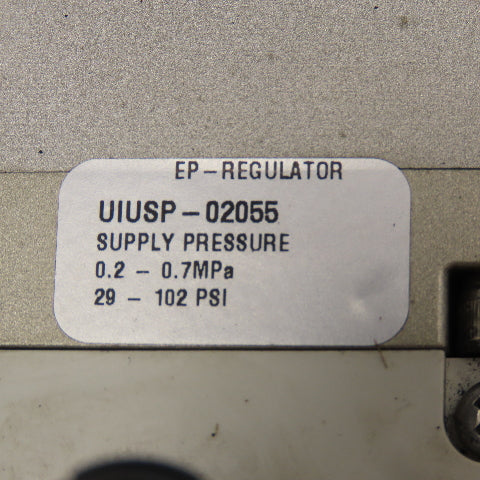 EP-REGULATOR
UIUSP-02055
SUPPLY PRESSURE
0.2 - 0.7MPa
29 - 102 PSI